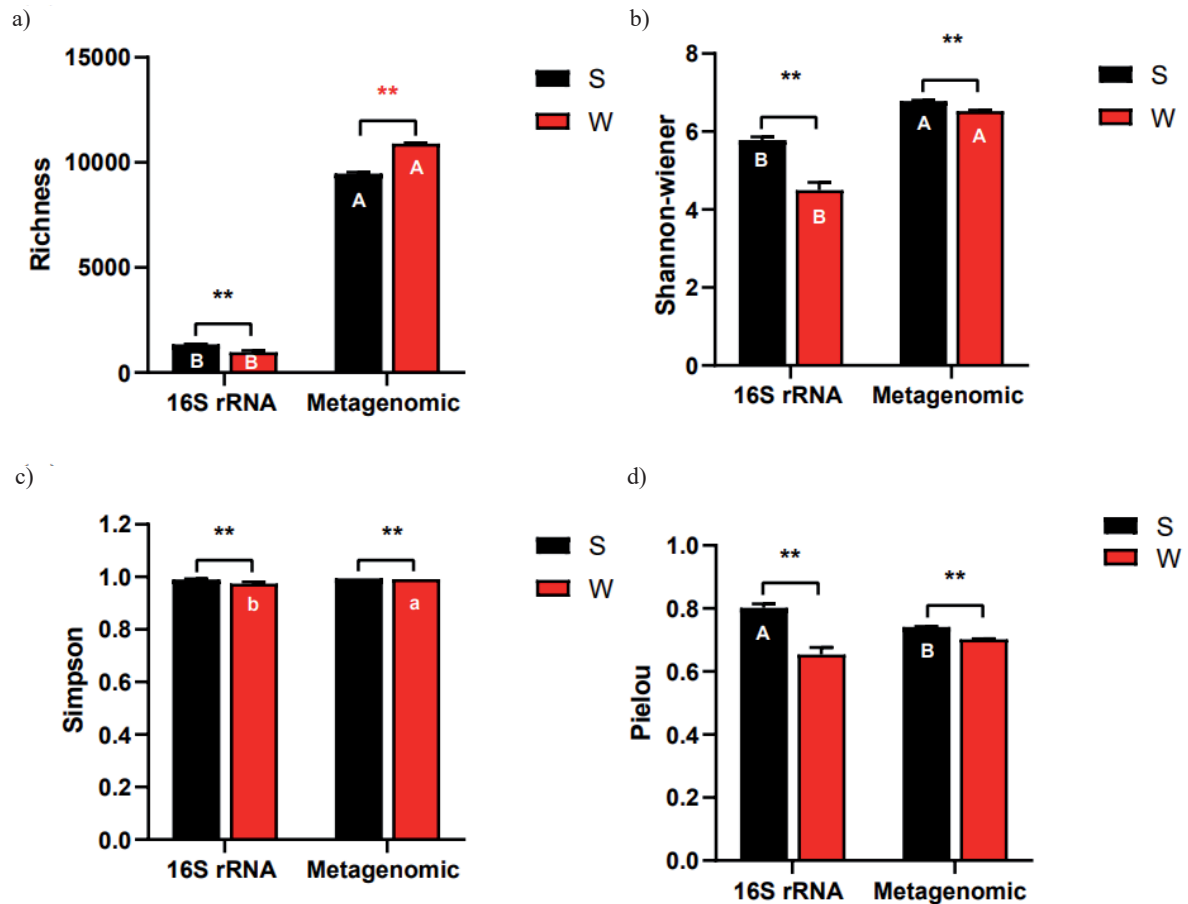 a)
15000
10000
5000
0
Richness
**
**
B
B
A
A
16S rRNA
Metagenomic
S
W
b)
8
6
4
2
0
Shannon-wiener
**
**
B
B
A
A
16S rRNA
Metagenomic
S
W
c)
1.2
1.0
0.8
0.6
0.4
0.2
0.0
Simpson
**
**
b
a
16S rRNA
Metagenomic
S
W
d)
1.0
0.8
0.6
0.4
0.2
0.0
Pielou
**
**
A
B
16S rRNA
Metagenomic
S
W